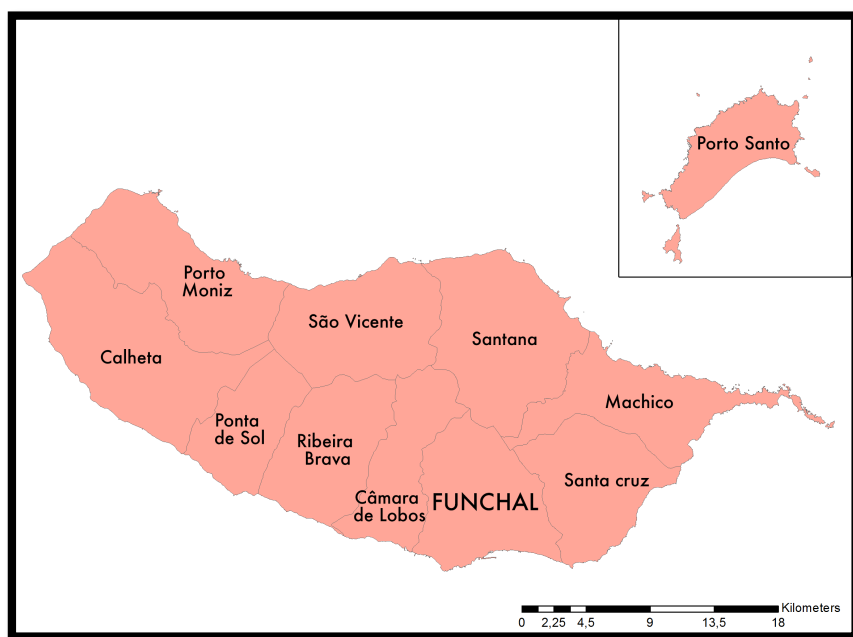 Porto Santo
Porto
Moniz
São Vicente
Santana
Calheta
Machico
Ponta
de Sol
Ribeira
Brava
Santa cruz
Câmara
de Lobos
FUNCHAL
Kilometers
0 2,25 4,5 9 13,5 18